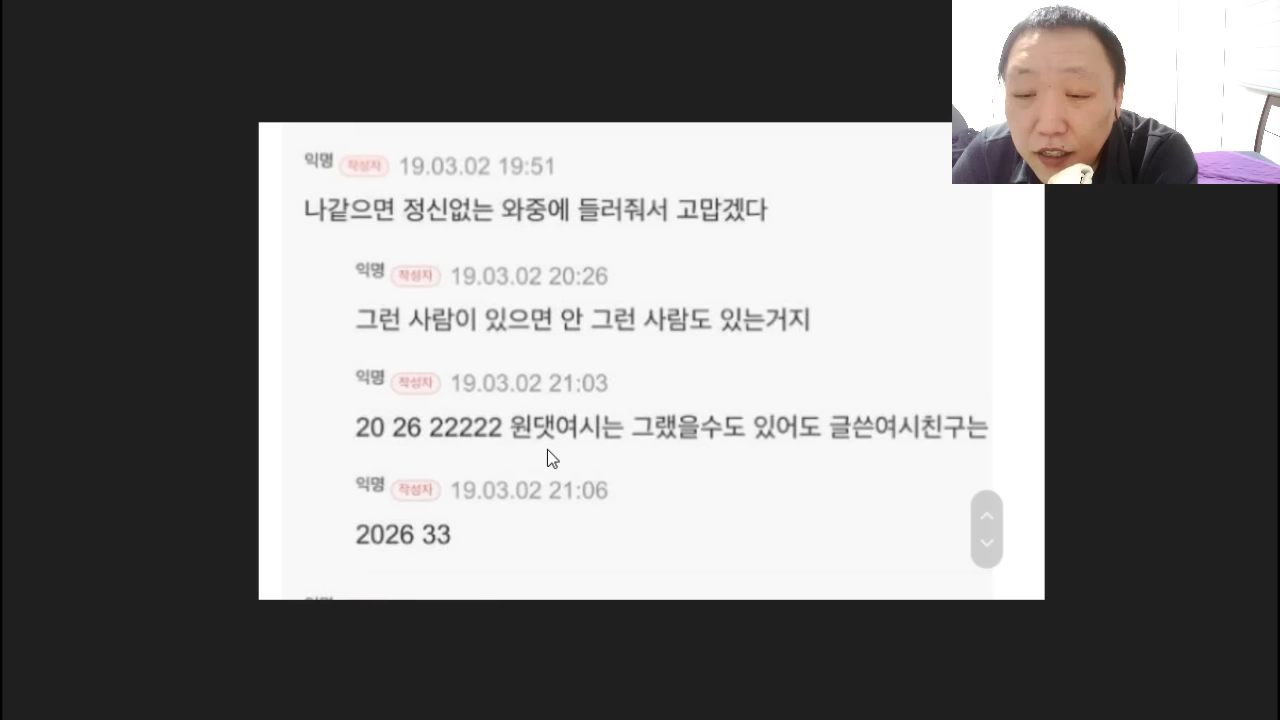 익명 작성자 19.03.02 19:51
나같으면 정신없는 와중에 들러줘서 고맙겠다
익명 작성자 19.03.02 20:26
그런 사람이 있으면 안 그런 사람도 있는거지
익명 작성자 19.03.02 21:03
20 26 22222 원댓여시는 그랬을수도 있어도 글쓴여시친구는
익명 작성자 19.03.02 21:06
2026 33